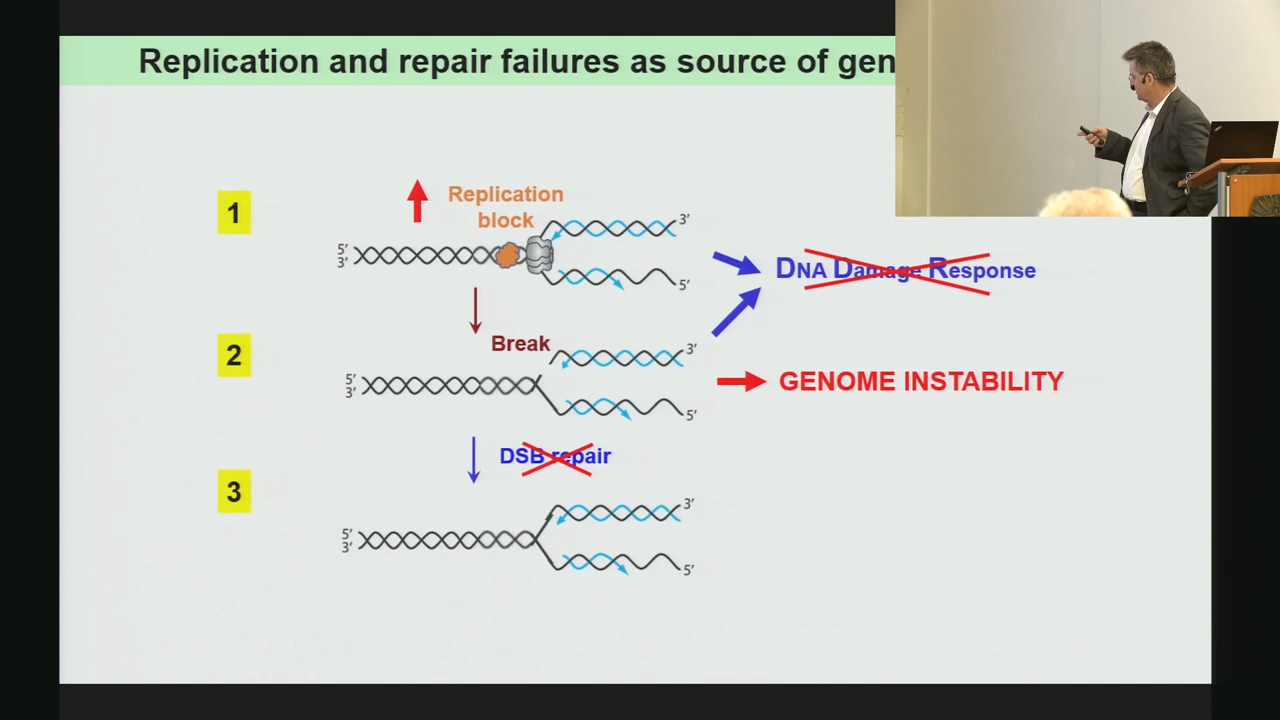 Replication and repair failures as source of gen
1
Replication
block
3'
5'
3'
5'
DNA Damage Response
2
Break
3'
5'
3'
5'
GENOME INSTABILITY
DSB repair
3
3'
5'
3'
5'